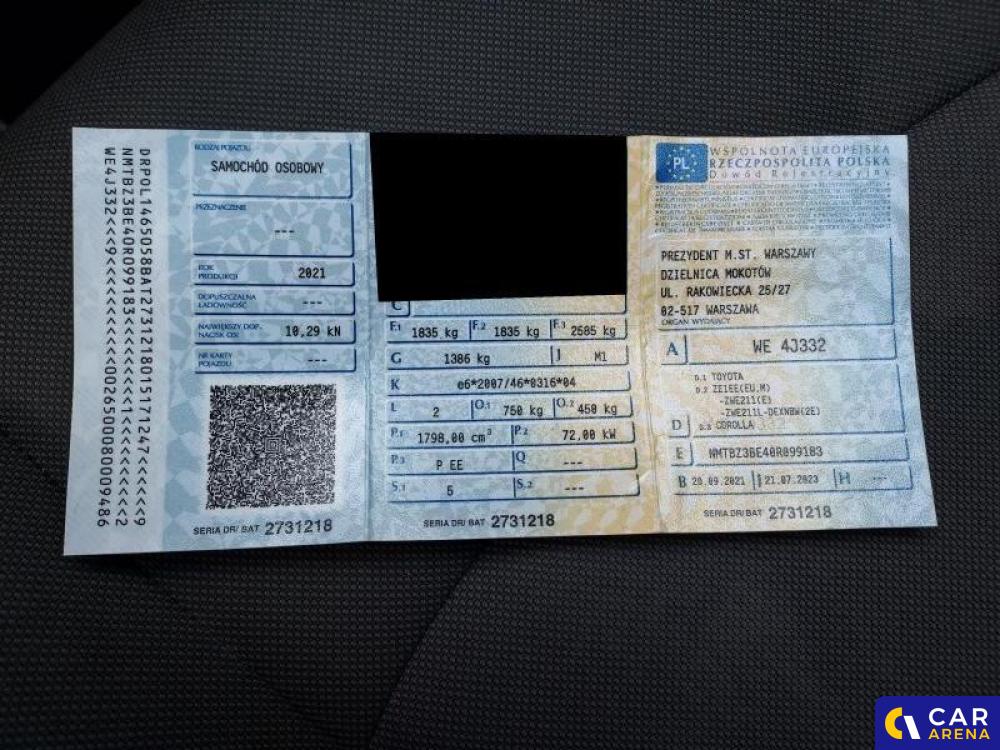 DRPOL1465058BAT2731218015171247<<<<<9
NMTBZ3BE40R099183<<<<<<<1<<<<<<<<<<2
WE4J332<<<9<<<<<<<<<<<<002650008009486
RODZAJ POJAZDU
SAMOCHÓD OSOBOWY
PRZEZNACZENIE
---
ROK PRODUKCJI 2021
DOPUSZCZALNA ŁADOWNOŚĆ ---
NAJWIĘKSZY DOP. NACISK OSI 10,29 kN
NR KARTY POJAZDU ---
SERIA DR/ BAT 2731218
C
F.1 1835 kg F.2 1835 kg F.3 2585 kg
G 1386 kg J M1
K e6*2007/46*0316*04
L 2 O.1 750 kg O.2 450 kg
P.1 1798,00 cm³ P.2 72,00 kW
P.3 P EE Q ---
S.1 5 S.2 ---
SERIA DR/ BAT 2731218
PL
WSPÓLNOTA EUROPEJSKA
RZECZPOSPOLITA POLSKA
Dowód Rejestracyjny
PREZYDENT M.ST. WARSZAWY
DZIELNICA MOKOTÓW
UL. RAKOWIECKA 25/27
02-517 WARSZAWA
ORGAN WYDAJĄCY
A WE 4J332
D.1 TOYOTA
D.2 ZE1EE(EU,M)
-ZWE211(E)
-ZWE211L-DEXNBW(2E)
D D.3 COROLLA
E NMTBZ3BE40R099183
B 20.09.2021 I 21.07.2023 H ---
SERIA DR/ BAT 2731218
CAR
ARENA